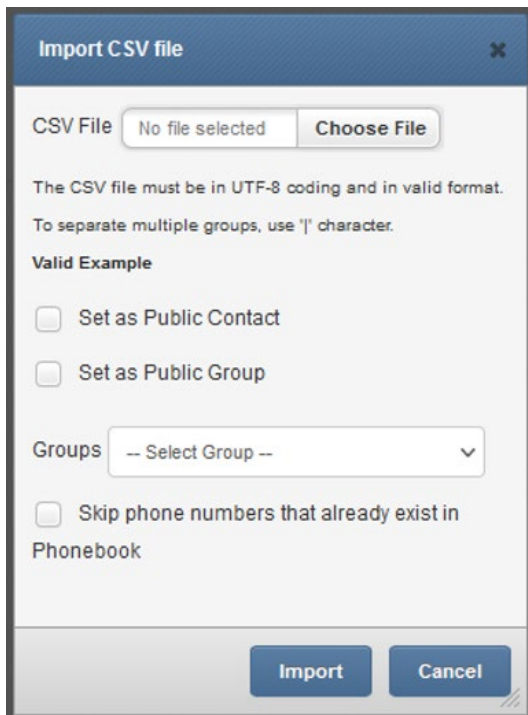 Import CSV file
CSV File No file selected Choose File
The CSV file must be in UTF-8 coding and in valid format.
To separate multiple groups, use '|' character.
Valid Example
Set as Public Contact
Set as Public Group
Groups -- Select Group --
Skip phone numbers that already exist in
Phonebook
Import Cancel